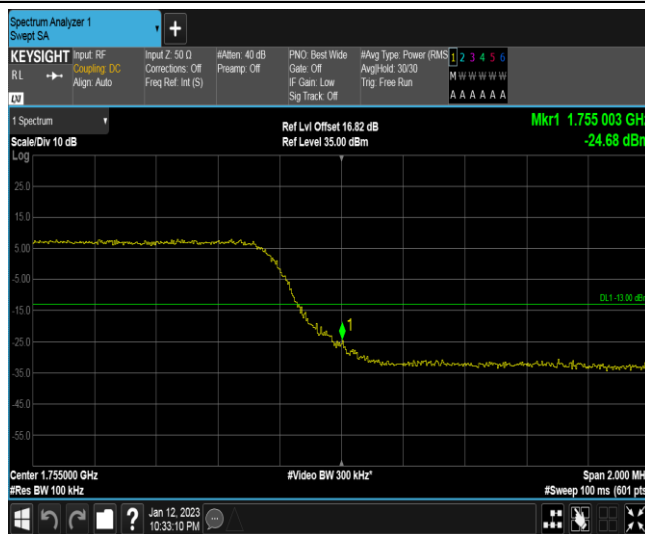 Spectrum Analyzer 1
Swept SA
+
KEYSIGHT Input: RF Input Z: 50 Ω #Atten: 40 dB PNO: Best Wide #Avg Type: Power (RMS 1 2 3 4 5 6
RL Coupling: DC Corrections: Off Preamp: Off Gate: Off Avg|Hold: 30/30 M W W W W W
Align: Auto Freq Ref: Int (S) IF Gain: Low Trig: Free Run
LXI Sig Track: Off A A A A A A
1 Spectrum Ref Lvl Offset 16.82 dB Mkr1 1.755 003 GHz
Scale/Div 10 dB Ref Level 35.00 dBm -24.68 dBm
Log
25.0
15.0
5.00
-5.00
DL1 -13.00 dBm
-15.0
1
-25.0
-35.0
-45.0
-55.0
Center 1.755000 GHz #Video BW 300 kHz* Span 2.000 MH
#Res BW 100 kHz #Sweep 100 ms (601 pts
? Jan 12, 2023
10:33:10 PM